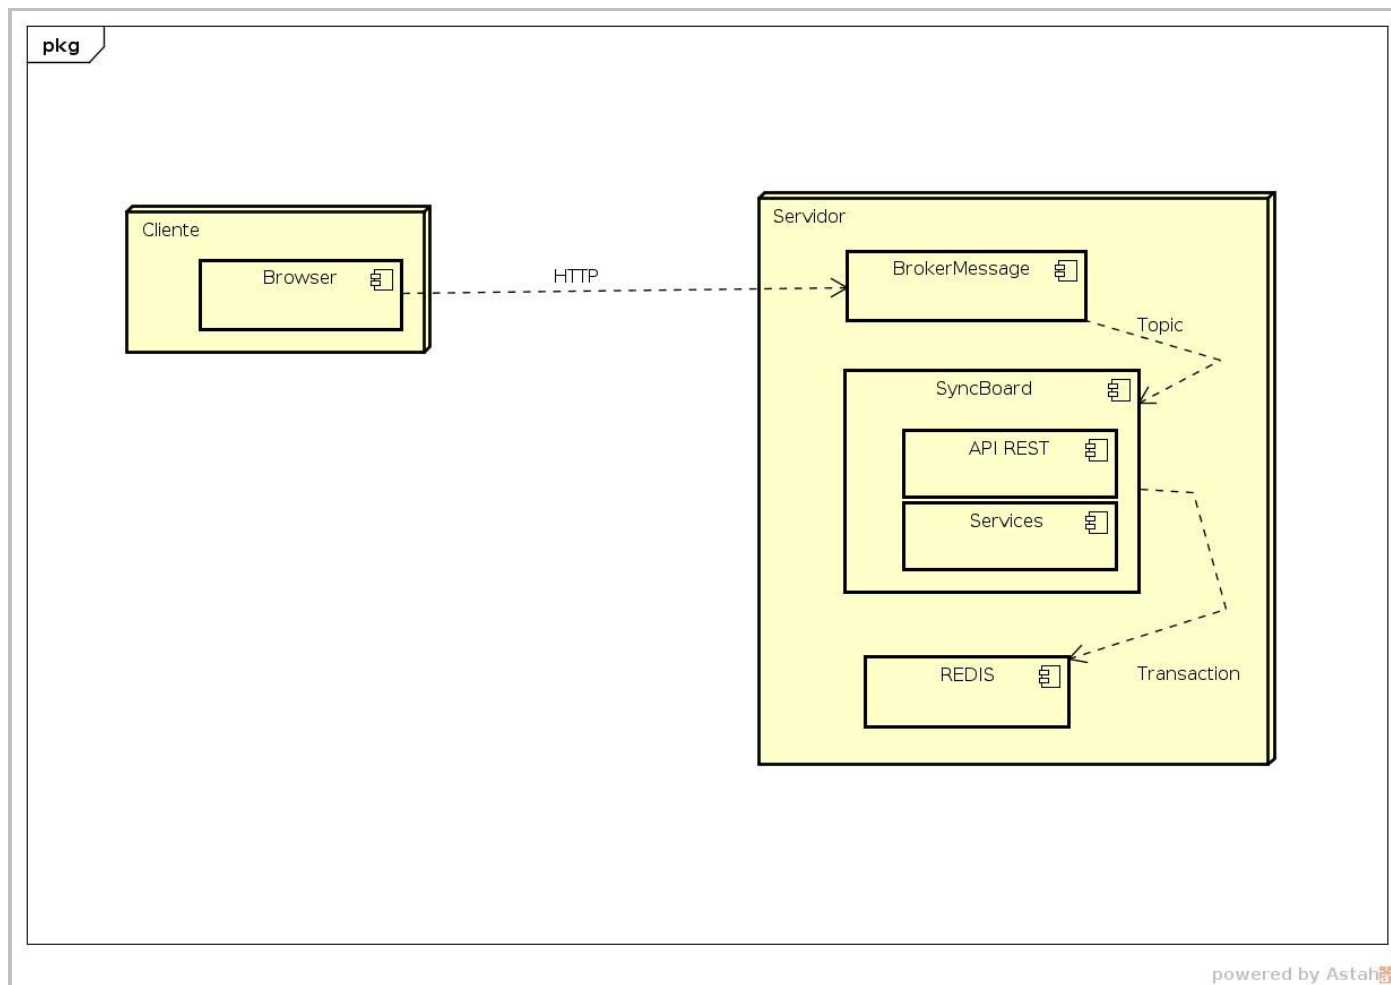 pkg
Cliente
Browser
HTTP
Servidor
BrokerMessage
Topic
SyncBoard
API REST
Services
REDIS
Transaction
powered by Astah